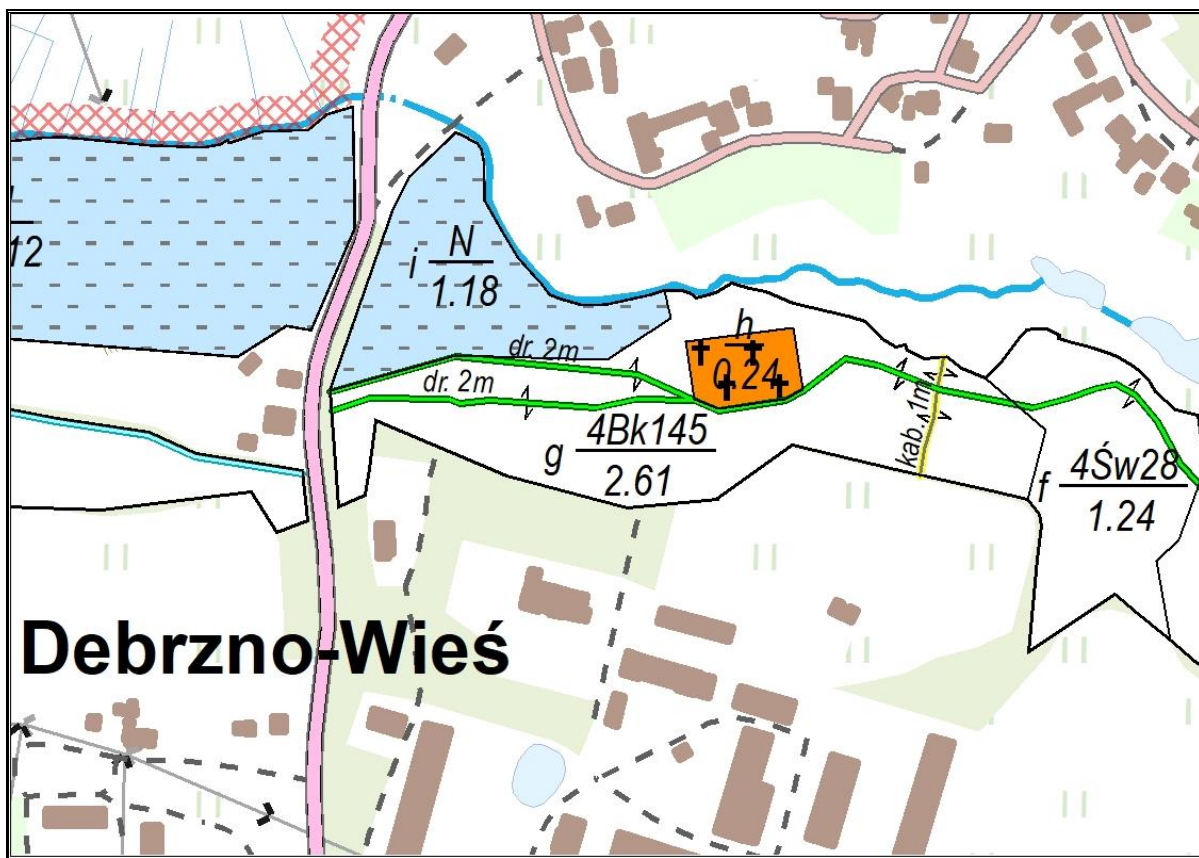 12
i N
1.18
h
0.24
dr. 2m
dr. 2m
g 4Bk145
2.61
kab. 1m
f 4Św28
1.24
Debrzno-Wieś